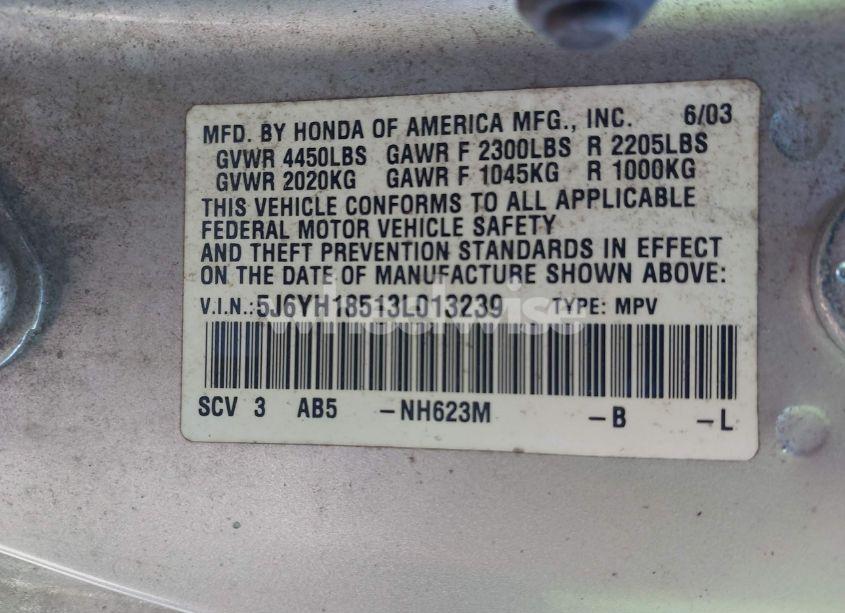 MFD. BY HONDA OF AMERICA MFG., INC. 6/03
GVWR 4450LBS GAWR F 2300LBS R 2205LBS
GVWR 2020KG GAWR F 1045KG R 1000KG
THIS VEHICLE CONFORMS TO ALL APPLICABLE
FEDERAL MOTOR VEHICLE SAFETY
AND THEFT PREVENTION STANDARDS IN EFFECT
ON THE DATE OF MANUFACTURE SHOWN ABOVE:
V.I.N.: 5J6YH18513L013239 TYPE: MPV
wheelwise
SCV 3 AB5 -NH623M -B -L